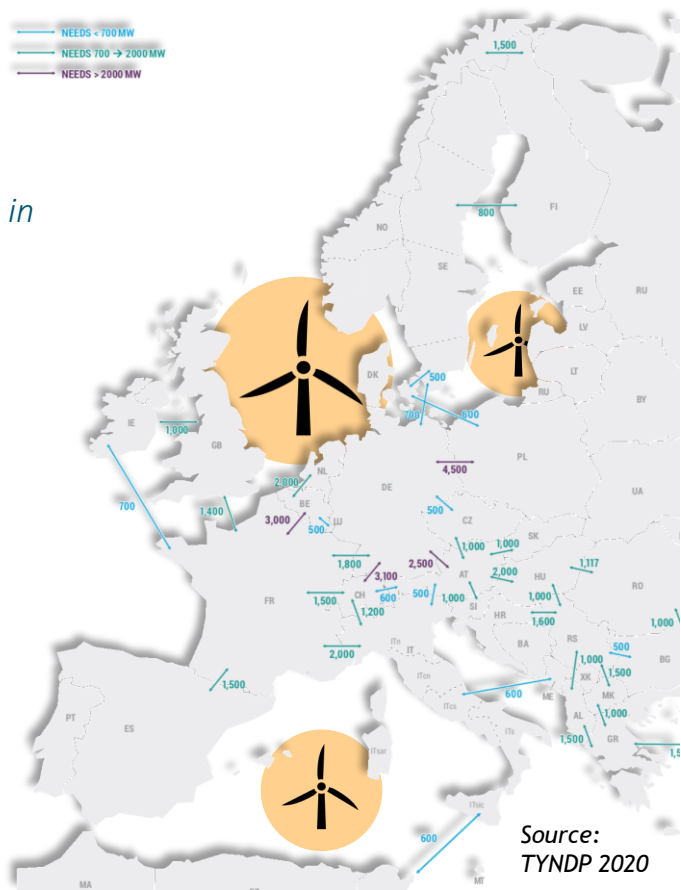 NEEDS < 700 MW
NEEDS 700 → 2000 MW
NEEDS > 2000 MW
1,500
in
800
FI
NO
SE
EE
RU
LV
LT
DK
500
RU
700
600
BY
IE
1,000
GB
PL
4,500
NL
2,000
DE
BE
UA
700
1,400
3,000
500
LU
500
CZ
SK
1,000
1,000
1,800
2,500
AT
2,000
1,117
HU
3,100
FR
1,500
CH
600
500
1,000
1,000
RO
SI
1,200
HR
1,600
1,000
2,000
ITn
IT
BA
RS
1,000
500
BG
XK
1,500
ITcn
1,500
600
ME
MK
ITcs
AL
1,000
PT
ES
ITs
GR
1,500
ITsar
ITsic
600
Source:
TYNDP 2020
MA
MT